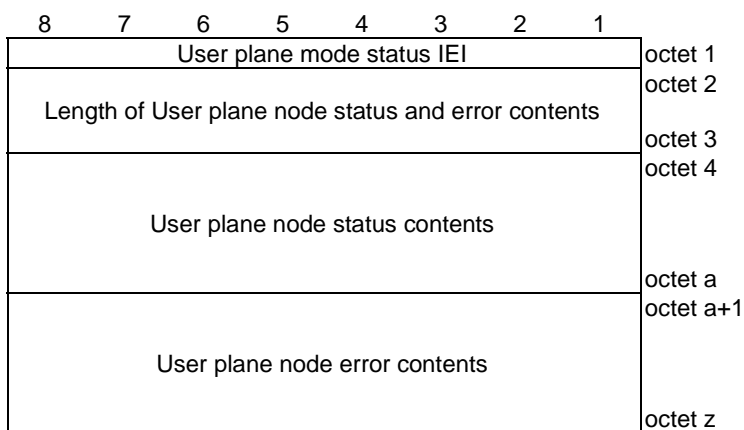 8 7 6 5 4 3 2 1
User plane mode status IEI octet 1
octet 2
Length of User plane node status and error contents
octet 3
octet 4
User plane node status contents
octet a
octet a+1
User plane node error contents
octet z